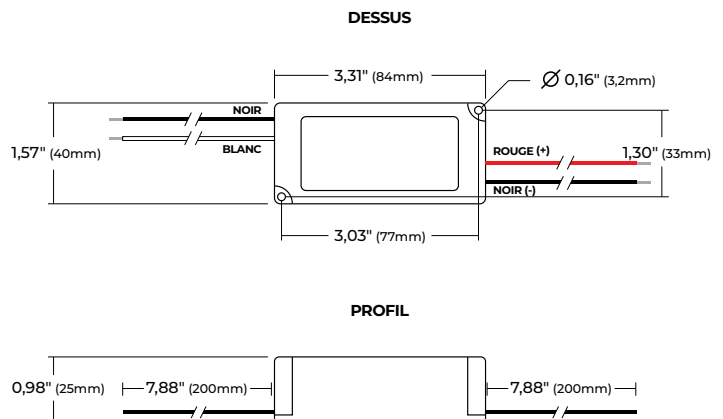 DESSUS
3,31" (84mm)
Ø 0,16" (3,2mm)
NOIR
1,57" (40mm)
BLANC
ROUGE (+)
1,30" (33mm)
NOIR (-)
3,03" (77mm)
PROFIL
0,98" (25mm)
7,88" (200mm)
7,88" (200mm)